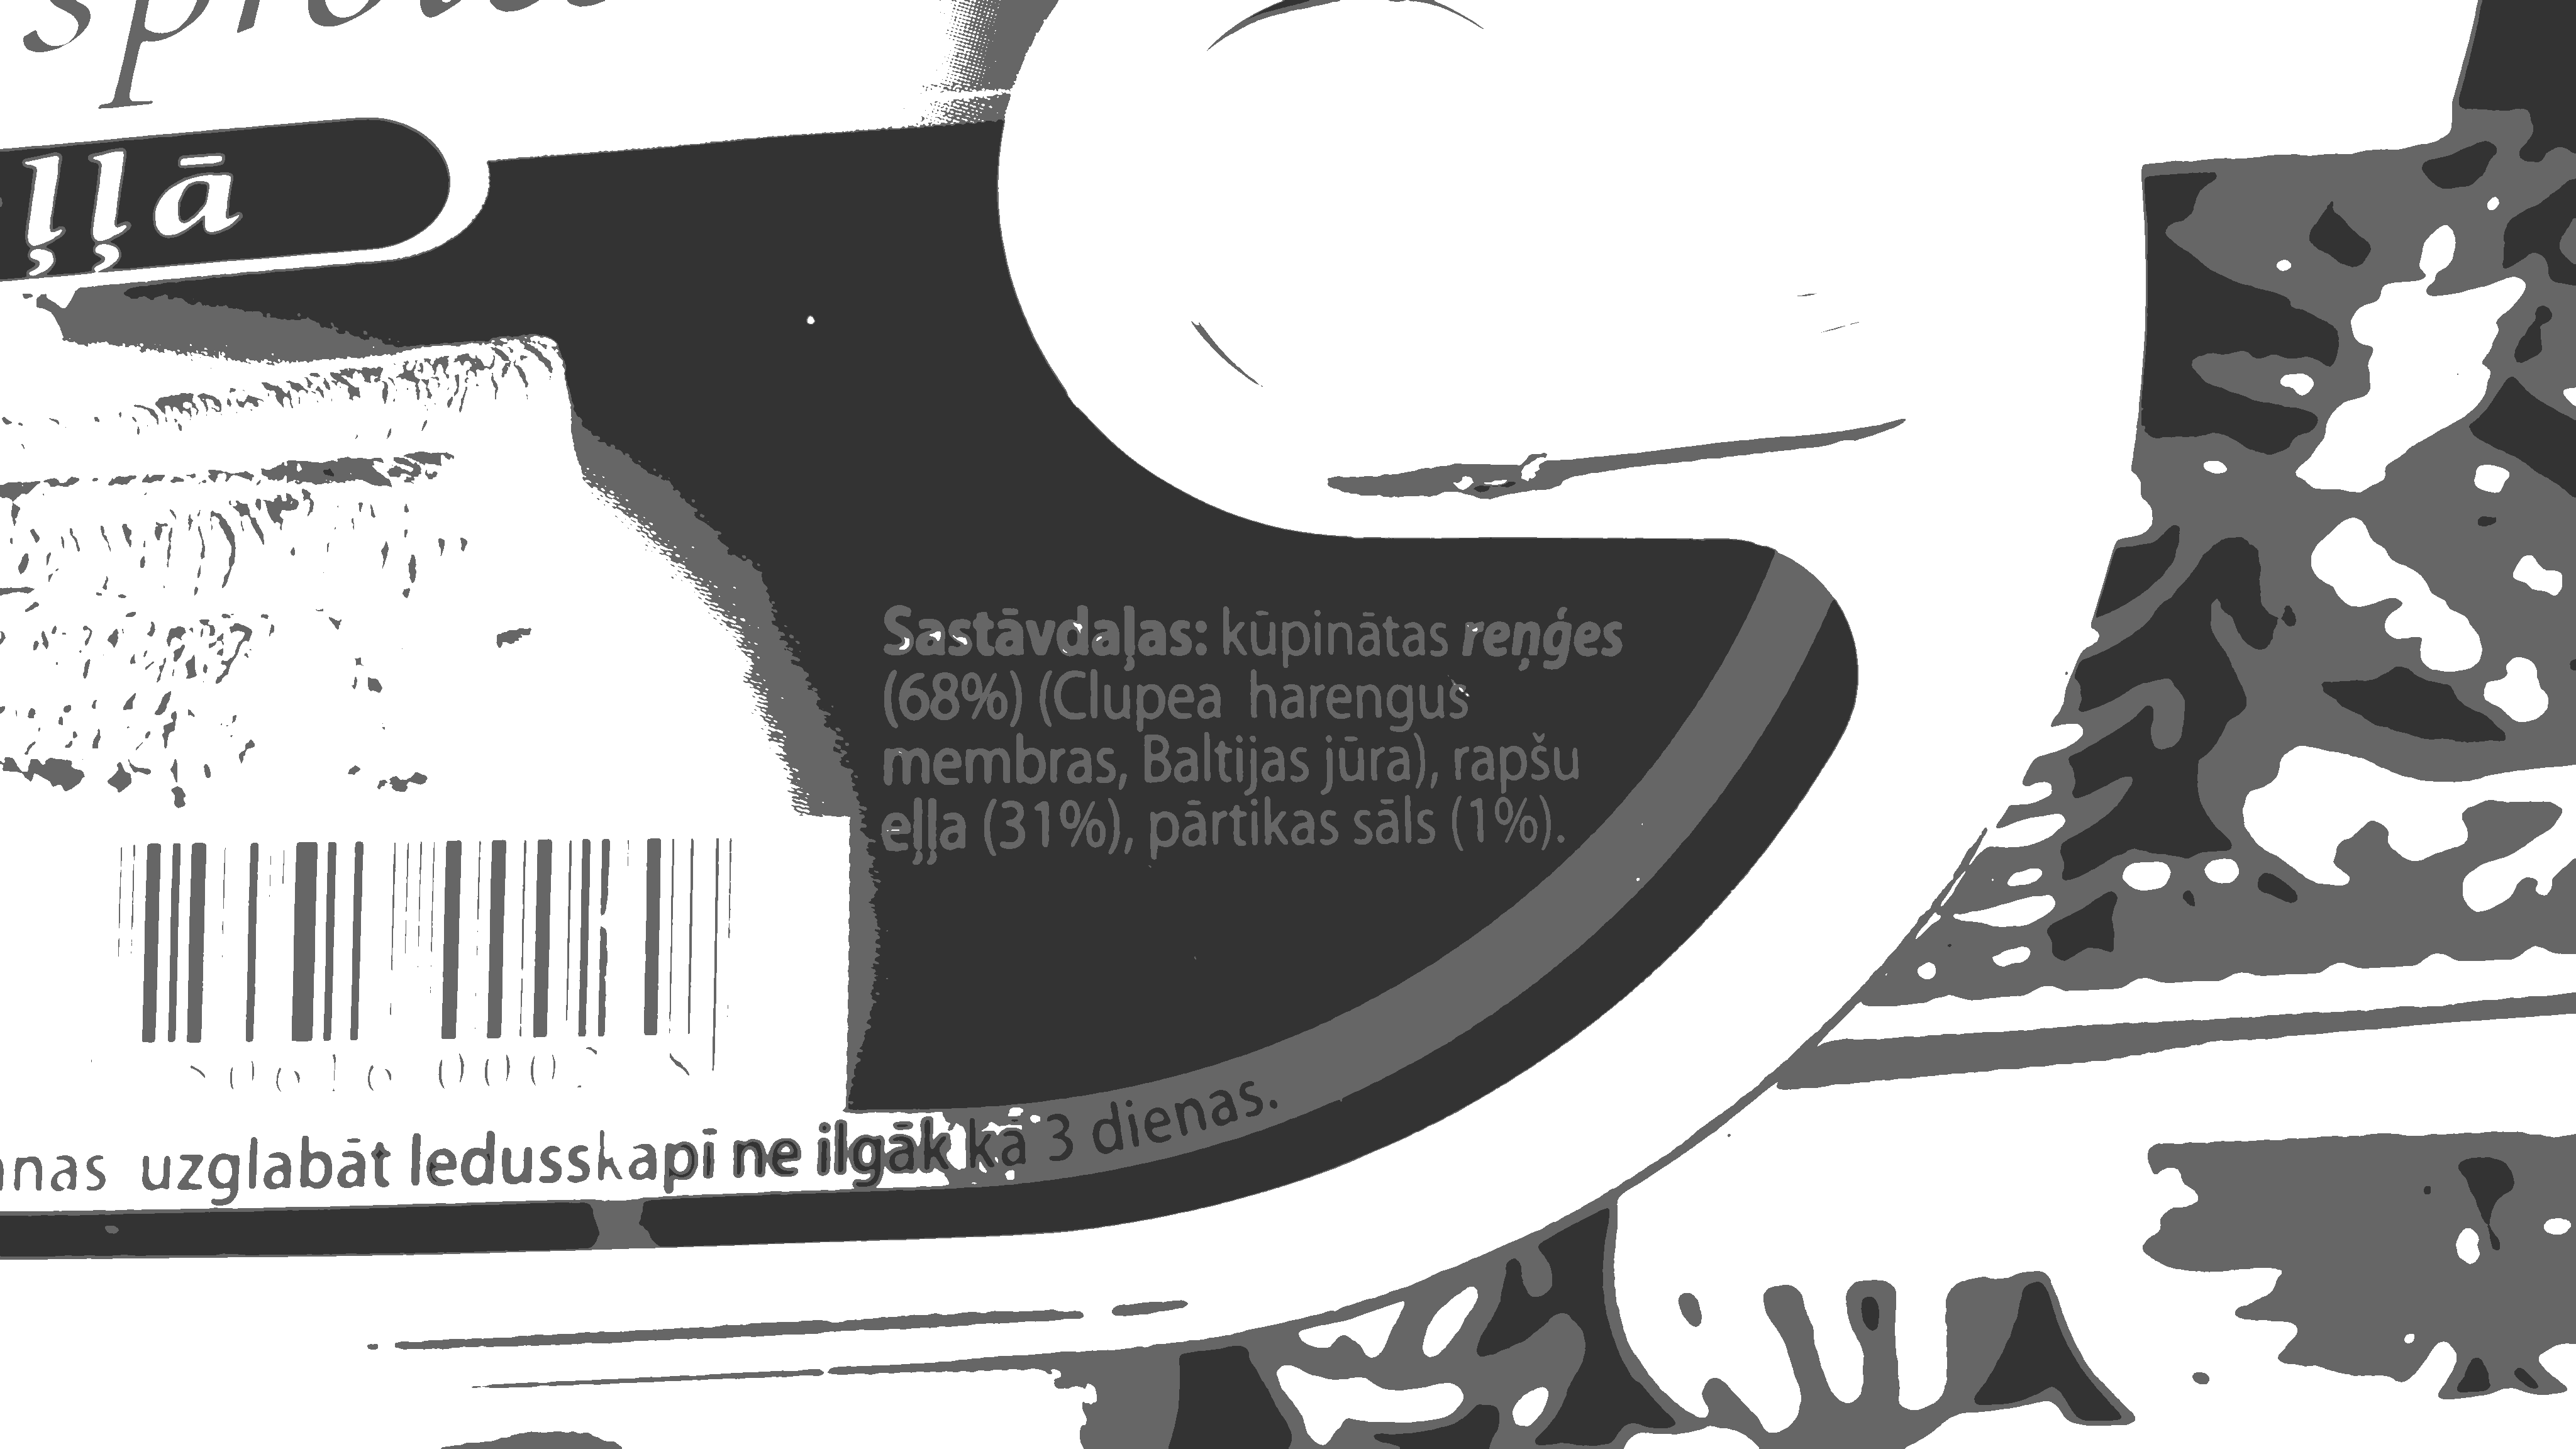 ļļā
Sastāvdaļas: kūpinātas reņģes
(68%) (Clupea harengus
membras, Baltijas jūra), rapšu
eļļa (31%), pārtikas sāls (1%).
uzglabāt ledusskapī ne ilgāk kā 3 dienas.